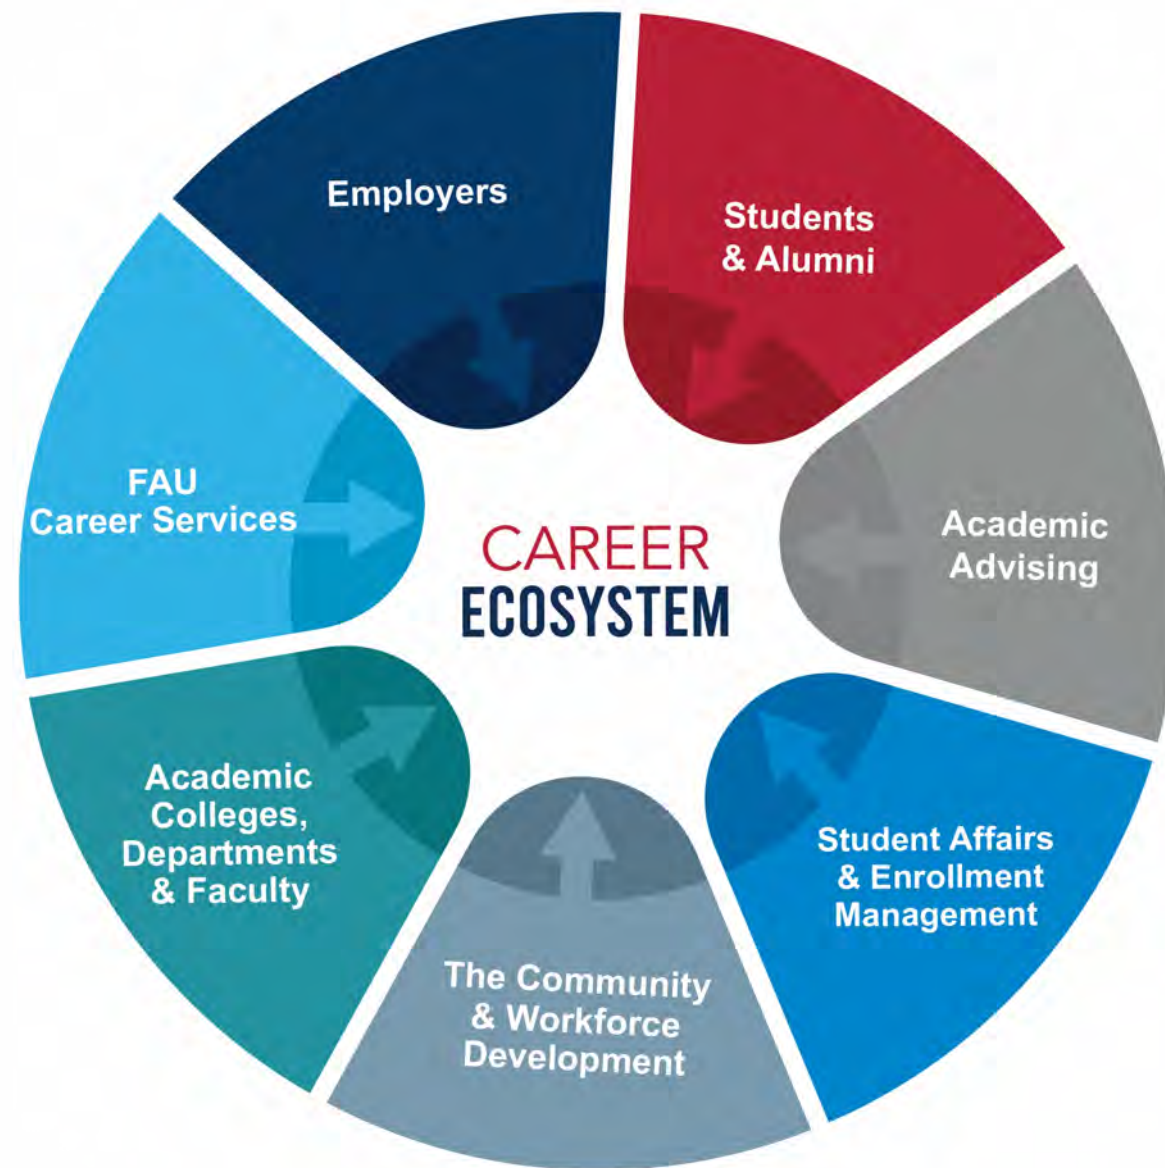 Employers
Students
& Alumni
FAU
Career Services
Academic
Advising
CAREER
ECOSYSTEM
Academic
Colleges,
Departments
& Faculty
Student Affairs
& Enrollment
Management
The Community
& Workforce
Development